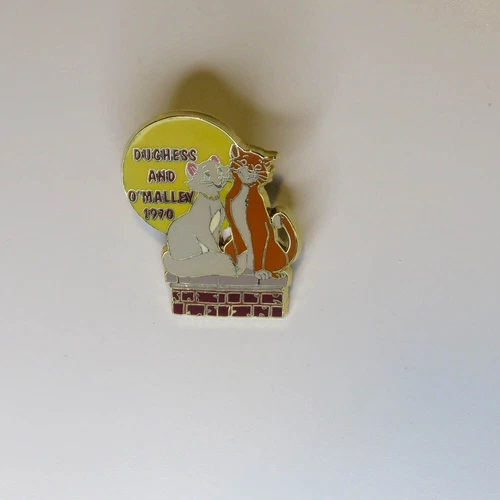 DUCHESS
AND
O'MALLEY
1970